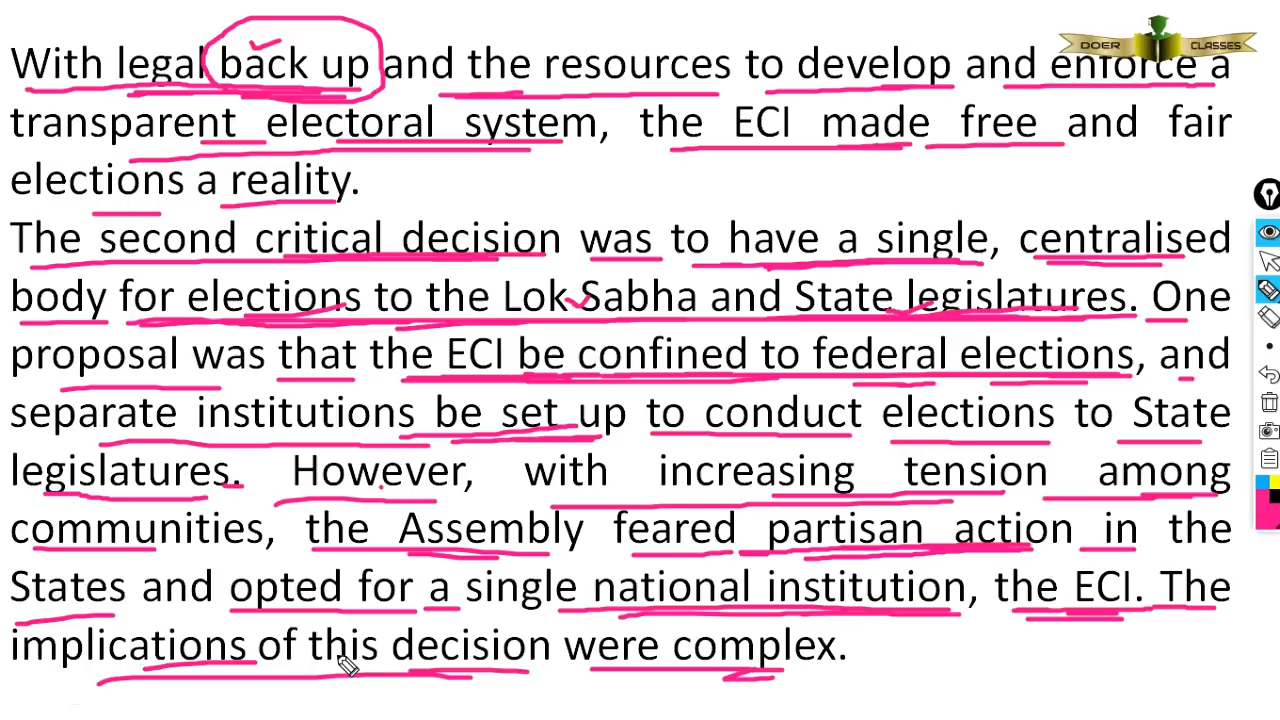 DOER CLASSES
With legal back up and the resources to develop and enforce a
transparent electoral system, the ECI made free and fair
elections a reality.
The second critical decision was to have a single, centralised
body for elections to the Lok Sabha and State legislatures. One
proposal was that the ECI be confined to federal elections, and
separate institutions be set up to conduct elections to State
legislatures. However, with increasing tension among
communities, the Assembly feared partisan action in the
States and opted for a single national institution, the ECI. The
implications of this decision were complex.